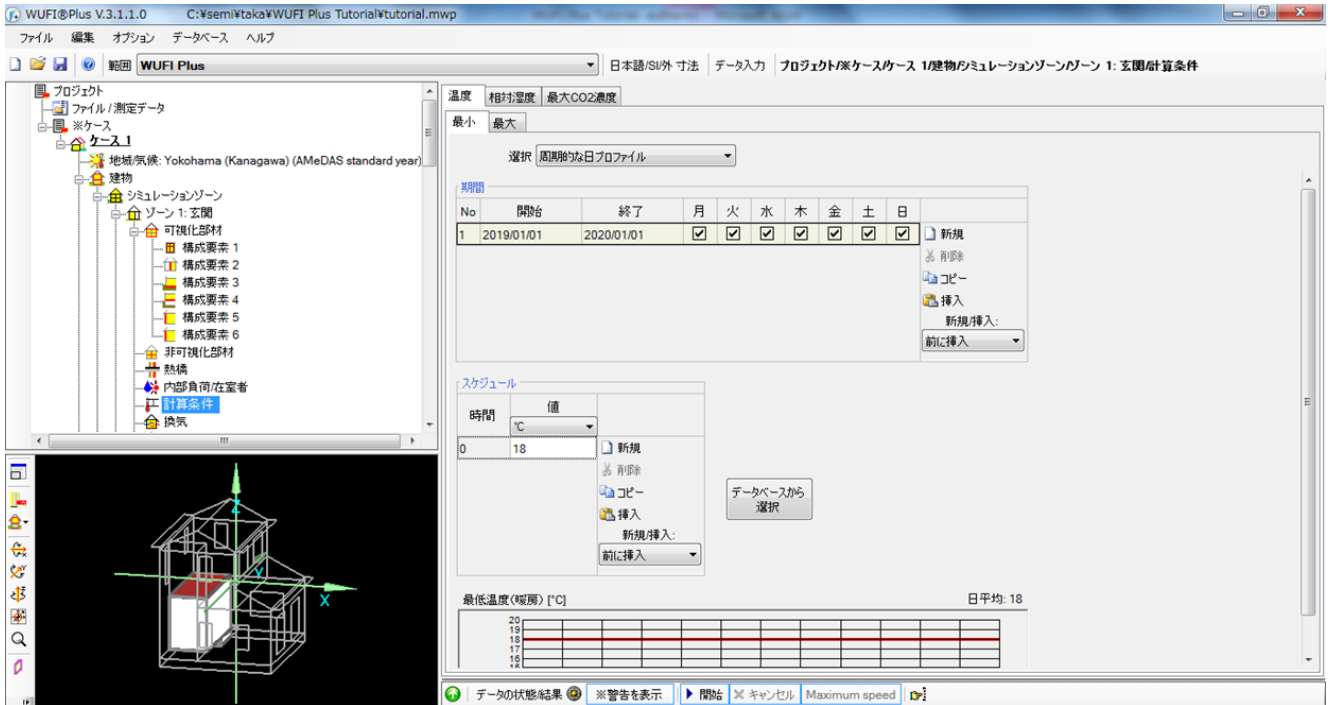 WUFI®Plus V.3.1.1.0 C:¥semi¥taka¥WUFI Plus Tutorial¥tutorial.mwp
ファイル 編集 オプション データベース ヘルプ
範囲 WUFI Plus 日本語/SI/外 寸法 データ入力 プロジェクト/※ケース/ケース 1/建物/シミュレーションゾーン/ゾーン 1: 玄関/計算条件
プロジェクト
ファイル / 測定データ
※ケース
ケース 1
地域/気候: Yokohama (Kanagawa) (AMeDAS standard year)
建物
シミュレーションゾーン
ゾーン 1: 玄関
可視化部材
構成要素 1
構成要素 2
構成要素 3
構成要素 4
構成要素 5
構成要素 6
非可視化部材
熱橋
内部負荷/在室者
計算条件
換気
Z
Y
X
温度 相対湿度 最大CO2濃度
最小 最大
選択 周期的な日プロファイル
期間
No 開始 終了 月 火 水 木 金 土 日
1 2019/01/01 2020/01/01
新規
削除
コピー
挿入
新規/挿入:
前に挿入
スケジュール
時間 値
℃
0 18
新規
削除
コピー
挿入
新規/挿入:
前に挿入
データベースから
選択
最低温度(暖房) [°C] 日平均: 18
20
19
18
17
16
データの状態/結果 ※警告を表示 開始 キャンセル Maximum speed